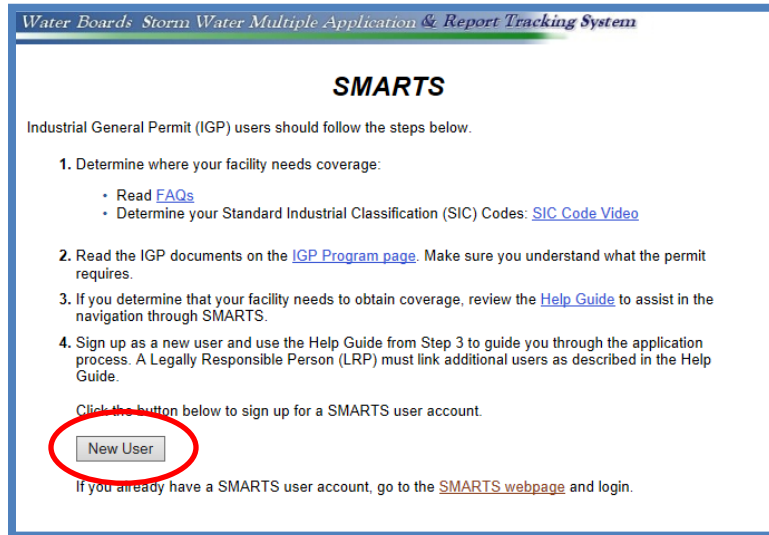 Water Boards Storm Water Multiple Application & Report Tracking System
SMARTS
Industrial General Permit (IGP) users should follow the steps below.
1. Determine where your facility needs coverage:
• Read FAQs
• Determine your Standard Industrial Classification (SIC) Codes: SIC Code Video
2. Read the IGP documents on the IGP Program page. Make sure you understand what the permit
requires.
3. If you determine that your facility needs to obtain coverage, review the Help Guide to assist in the
navigation through SMARTS.
4. Sign up as a new user and use the Help Guide from Step 3 to guide you through the application
process. A Legally Responsible Person (LRP) must link additional users as described in the Help
Guide.
Click the button below to sign up for a SMARTS user account.
New User
If you already have a SMARTS user account, go to the SMARTS webpage and login.